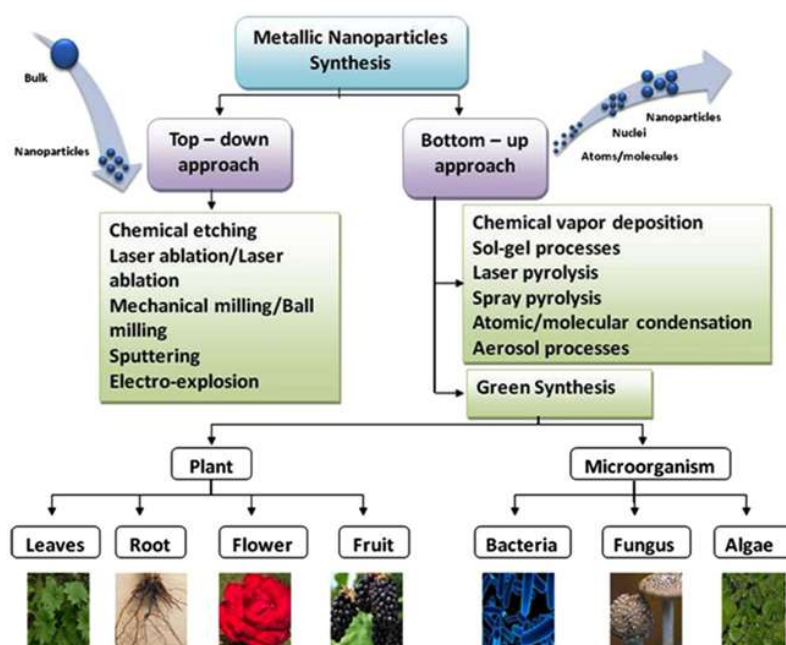 Metallic Nanoparticles
Synthesis
Bulk
Nanoparticles
Nanoparticles
Nuclei
Atoms/molecules
Top – down
approach
Bottom – up
approach
Chemical etching
Laser ablation/Laser
ablation
Mechanical milling/Ball
milling
Sputtering
Electro-explosion
Chemical vapor deposition
Sol-gel processes
Laser pyrolysis
Spray pyrolysis
Atomic/molecular condensation
Aerosol processes
Green Synthesis
Plant
Microorganism
Leaves
Root
Flower
Fruit
Bacteria
Fungus
Algae